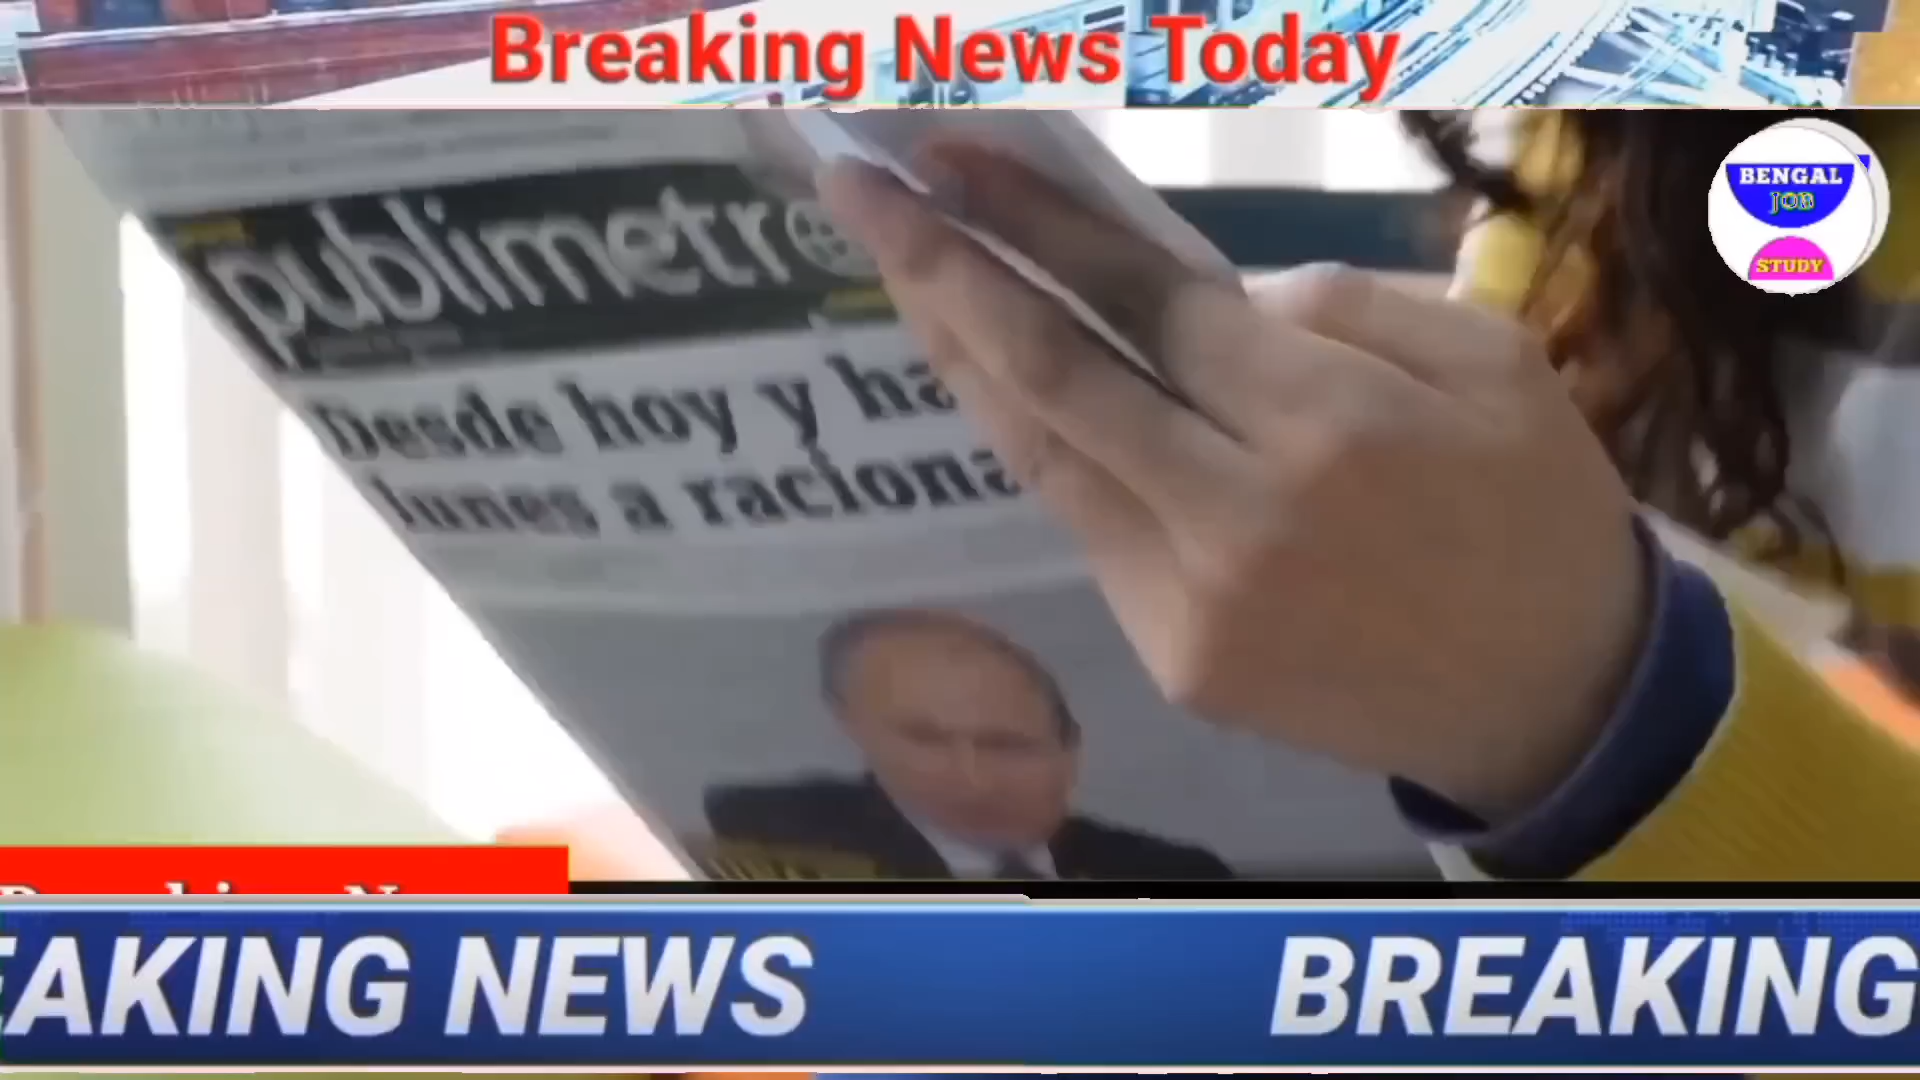 Breaking News Today
BENGAL
JOB
STUDY
publimetro
Desde hoy y ha
lunes a raciona
EAKING NEWS
BREAKING